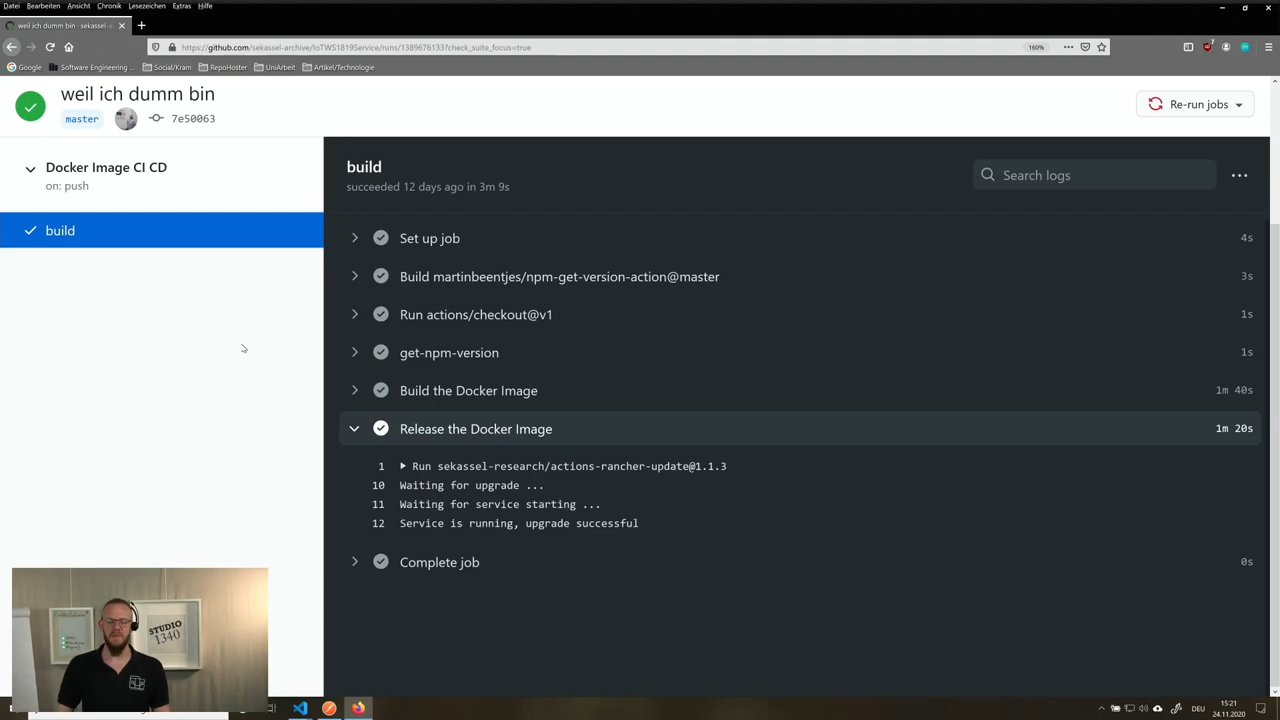 Datei Bearbeiten Ansicht Chronik Lesezeichen Extras Hilfe
weil ich dumm bin · sekassel-a
https://github.com/sekassel-archive/IoTWS1819Service/runs/1389676133?check_suite_focus=true
160%
Google Software Engineering ... Social/Kram RepoHoster UniArbeit Artikel/Technologie
weil ich dumm bin
master 7e50063
Re-run jobs
Docker Image CI CD
on: push
build
build
succeeded 12 days ago in 3m 9s
Search logs
Set up job 4s
Build martinbeentjes/npm-get-version-action@master 3s
Run actions/checkout@v1 1s
get-npm-version 1s
Build the Docker Image 1m 40s
Release the Docker Image 1m 20s
1 Run sekassel-research/actions-rancher-update@1.1.3
10 Waiting for upgrade ...
11 Waiting for service starting ...
12 Service is running, upgrade successful
Complete job 0s
STUDIO
1340
DEU
15:21
24.11.2020